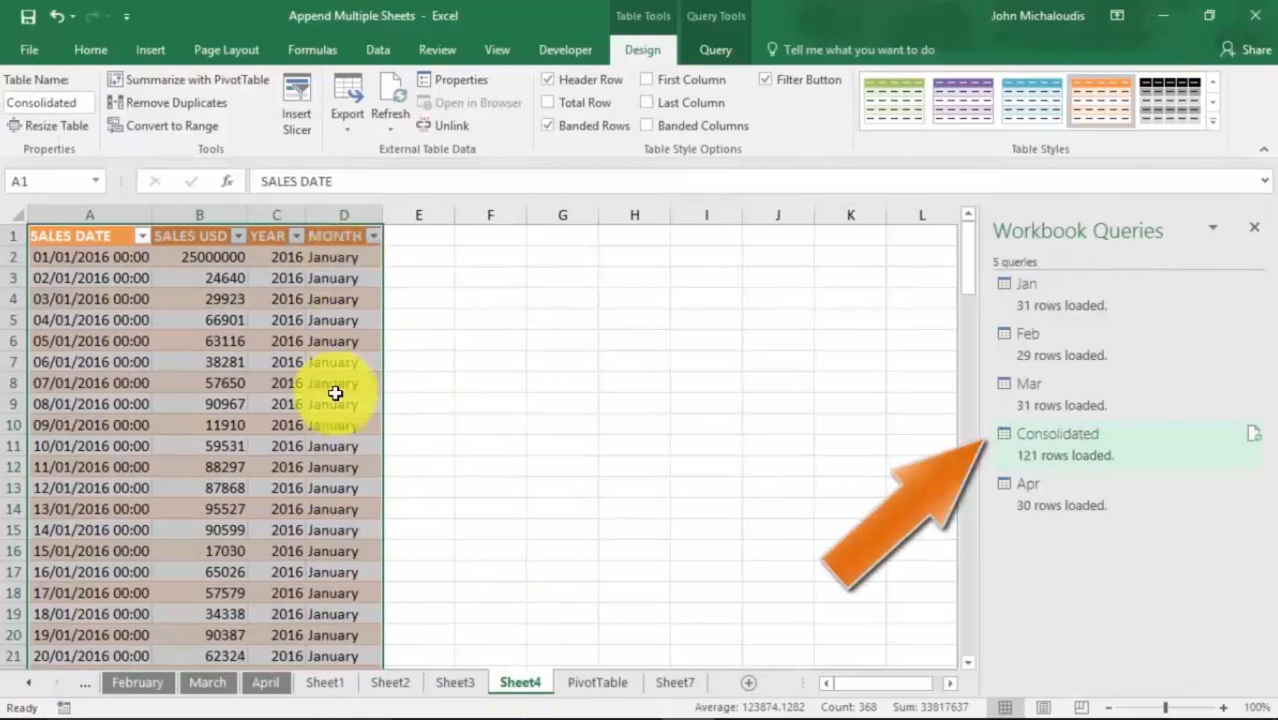 Append Multiple Sheets - Excel
Table Tools Query Tools
John Michaloudis
File Home Insert Page Layout Formulas Data Review View Developer Design Query Tell me what you want to do Share
Table Name:
Consolidated
Resize Table
Properties
Summarize with PivotTable
Remove Duplicates
Convert to Range
Tools
Insert
Slicer
Export Refresh
Properties
Open in Browser
Unlink
External Table Data
Header Row First Column Filter Button
Total Row Last Column
Banded Rows Banded Columns
Table Style Options
Table Styles
A1 fx SALES DATE
A B C D E F G H I J K L
1 SALES DATE SALES USD YEAR MONTH
2 01/01/2016 00:00 25000000 2016 January
3 02/01/2016 00:00 24640 2016 January
4 03/01/2016 00:00 29923 2016 January
5 04/01/2016 00:00 66901 2016 January
6 05/01/2016 00:00 63116 2016 January
7 06/01/2016 00:00 38281 2016 January
8 07/01/2016 00:00 57650 2016 January
9 08/01/2016 00:00 90967 2016 January
10 09/01/2016 00:00 11910 2016 January
11 10/01/2016 00:00 59531 2016 January
12 11/01/2016 00:00 88297 2016 January
13 12/01/2016 00:00 87868 2016 January
14 13/01/2016 00:00 95527 2016 January
15 14/01/2016 00:00 90599 2016 January
16 15/01/2016 00:00 17030 2016 January
17 16/01/2016 00:00 65026 2016 January
18 17/01/2016 00:00 57579 2016 January
19 18/01/2016 00:00 34338 2016 January
20 19/01/2016 00:00 90387 2016 January
21 20/01/2016 00:00 62324 2016 January
Workbook Queries
5 queries
Jan
31 rows loaded.
Feb
29 rows loaded.
Mar
31 rows loaded.
Consolidated
121 rows loaded.
Apr
30 rows loaded.
... February March April Sheet1 Sheet2 Sheet3 Sheet4 PivotTable Sheet7
Ready Average: 123874.1282 Count: 368 Sum: 33817637 100%